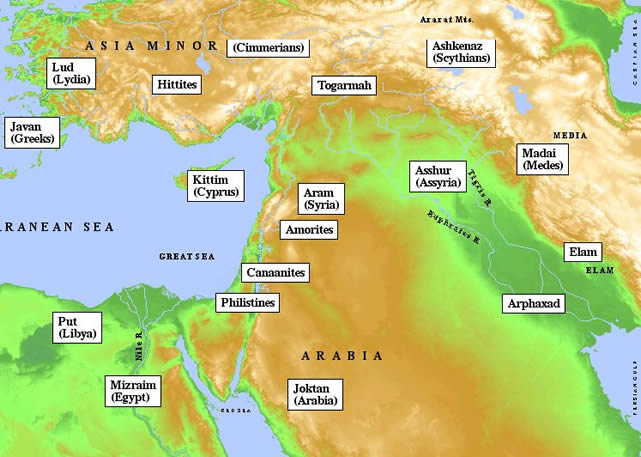 Ararat Mts.
CASPIAN SEA
ASIA MINOR
(Cimmerians)
Ashkenaz
(Scythians)
Lud
(Lydia)
Hittites
Togarmah
Javan
(Greeks)
MEDIA
Madai
(Medes)
Kittim
(Cyprus)
Asshur
(Assyria)
Tigris R.
Aram
(Syria)
Euphrates R.
RANEAN SEA
Amorites
GREAT SEA
Elam
ELAM
Canaanites
Philistines
Arphaxad
Put
(Libya)
Nile R.
ARABIA
Mizraim
(Egypt)
Joktan
(Arabia)
RED SEA
PERSIAN GULF